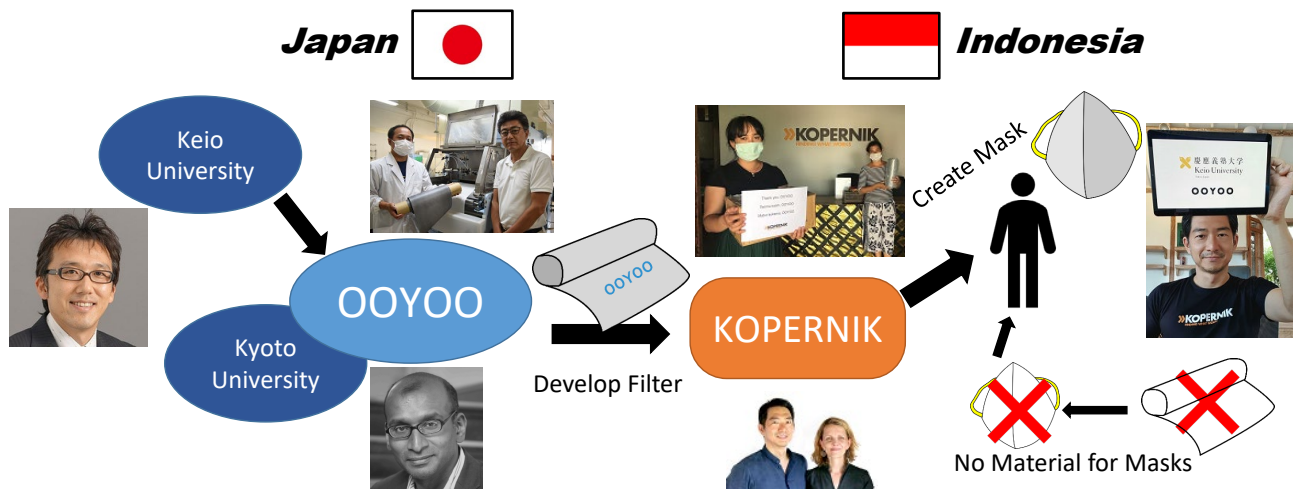 Japan
Indonesia
Keio
University
OOYOO
Kyoto
University
OOYOO
Develop Filter
»KOPERNIK
KOPERNIK
Create Mask
慶應義塾大学
Keio University
OOYOO
»KOPERNIK
No Material for Masks